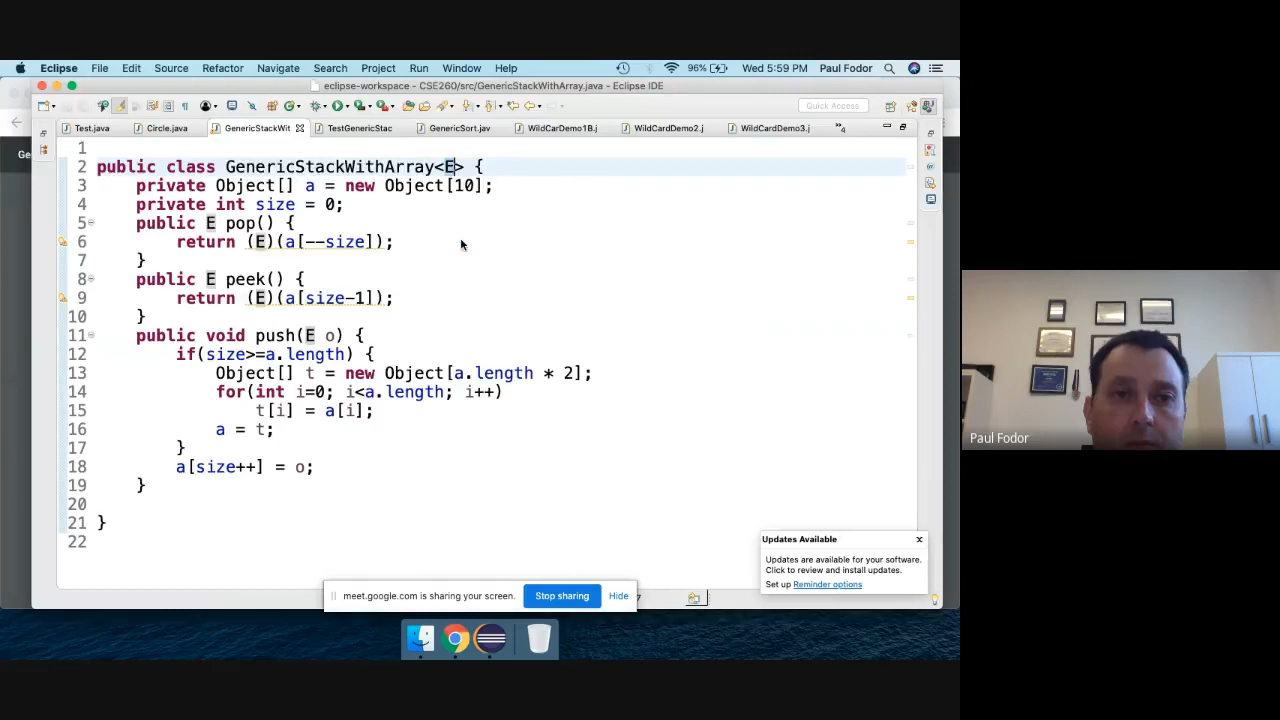 Eclipse File Edit Source Refactor Navigate Search Project Run Window Help 96% Wed 5:59 PM Paul Fodor
eclipse-workspace - CSE260/src/GenericStackWithArray.java - Eclipse IDE
Quick Access
Test.java Circle.java GenericStackWit TestGenericStac GenericSort.jav WildCarDemo1B.j WildCardDemo2.j WildCardDemo3.j »4
Ge
1
2 public class GenericStackWithArray<E> {
3 private Object[] a = new Object[10];
4 private int size = 0;
5 public E pop() {
6 return (E)(a[--size]);
7 }
8 public E peek() {
9 return (E)(a[size-1]);
10 }
11 public void push(E o) {
12 if(size>=a.length) {
13 Object[] t = new Object[a.length * 2];
14 for(int i=0; i<a.length; i++)
15 t[i] = a[i];
16 a = t;
17 }
18 a[size++] = o;
19 }
20
21 }
22
Updates Available
Updates are available for your software.
Click to review and install updates.
Set up Reminder options
meet.google.com is sharing your screen. Stop sharing Hide
Paul Fodor